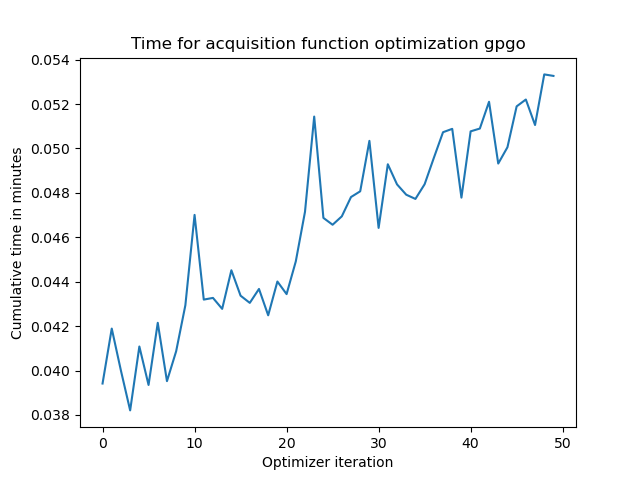 Time for acquisition function optimization gpgo
0.054
0.052
0.050
0.048
0.046
0.044
0.042
0.040
0.038
Cumulative time in minutes
0 10 20 30 40 50
Optimizer iteration